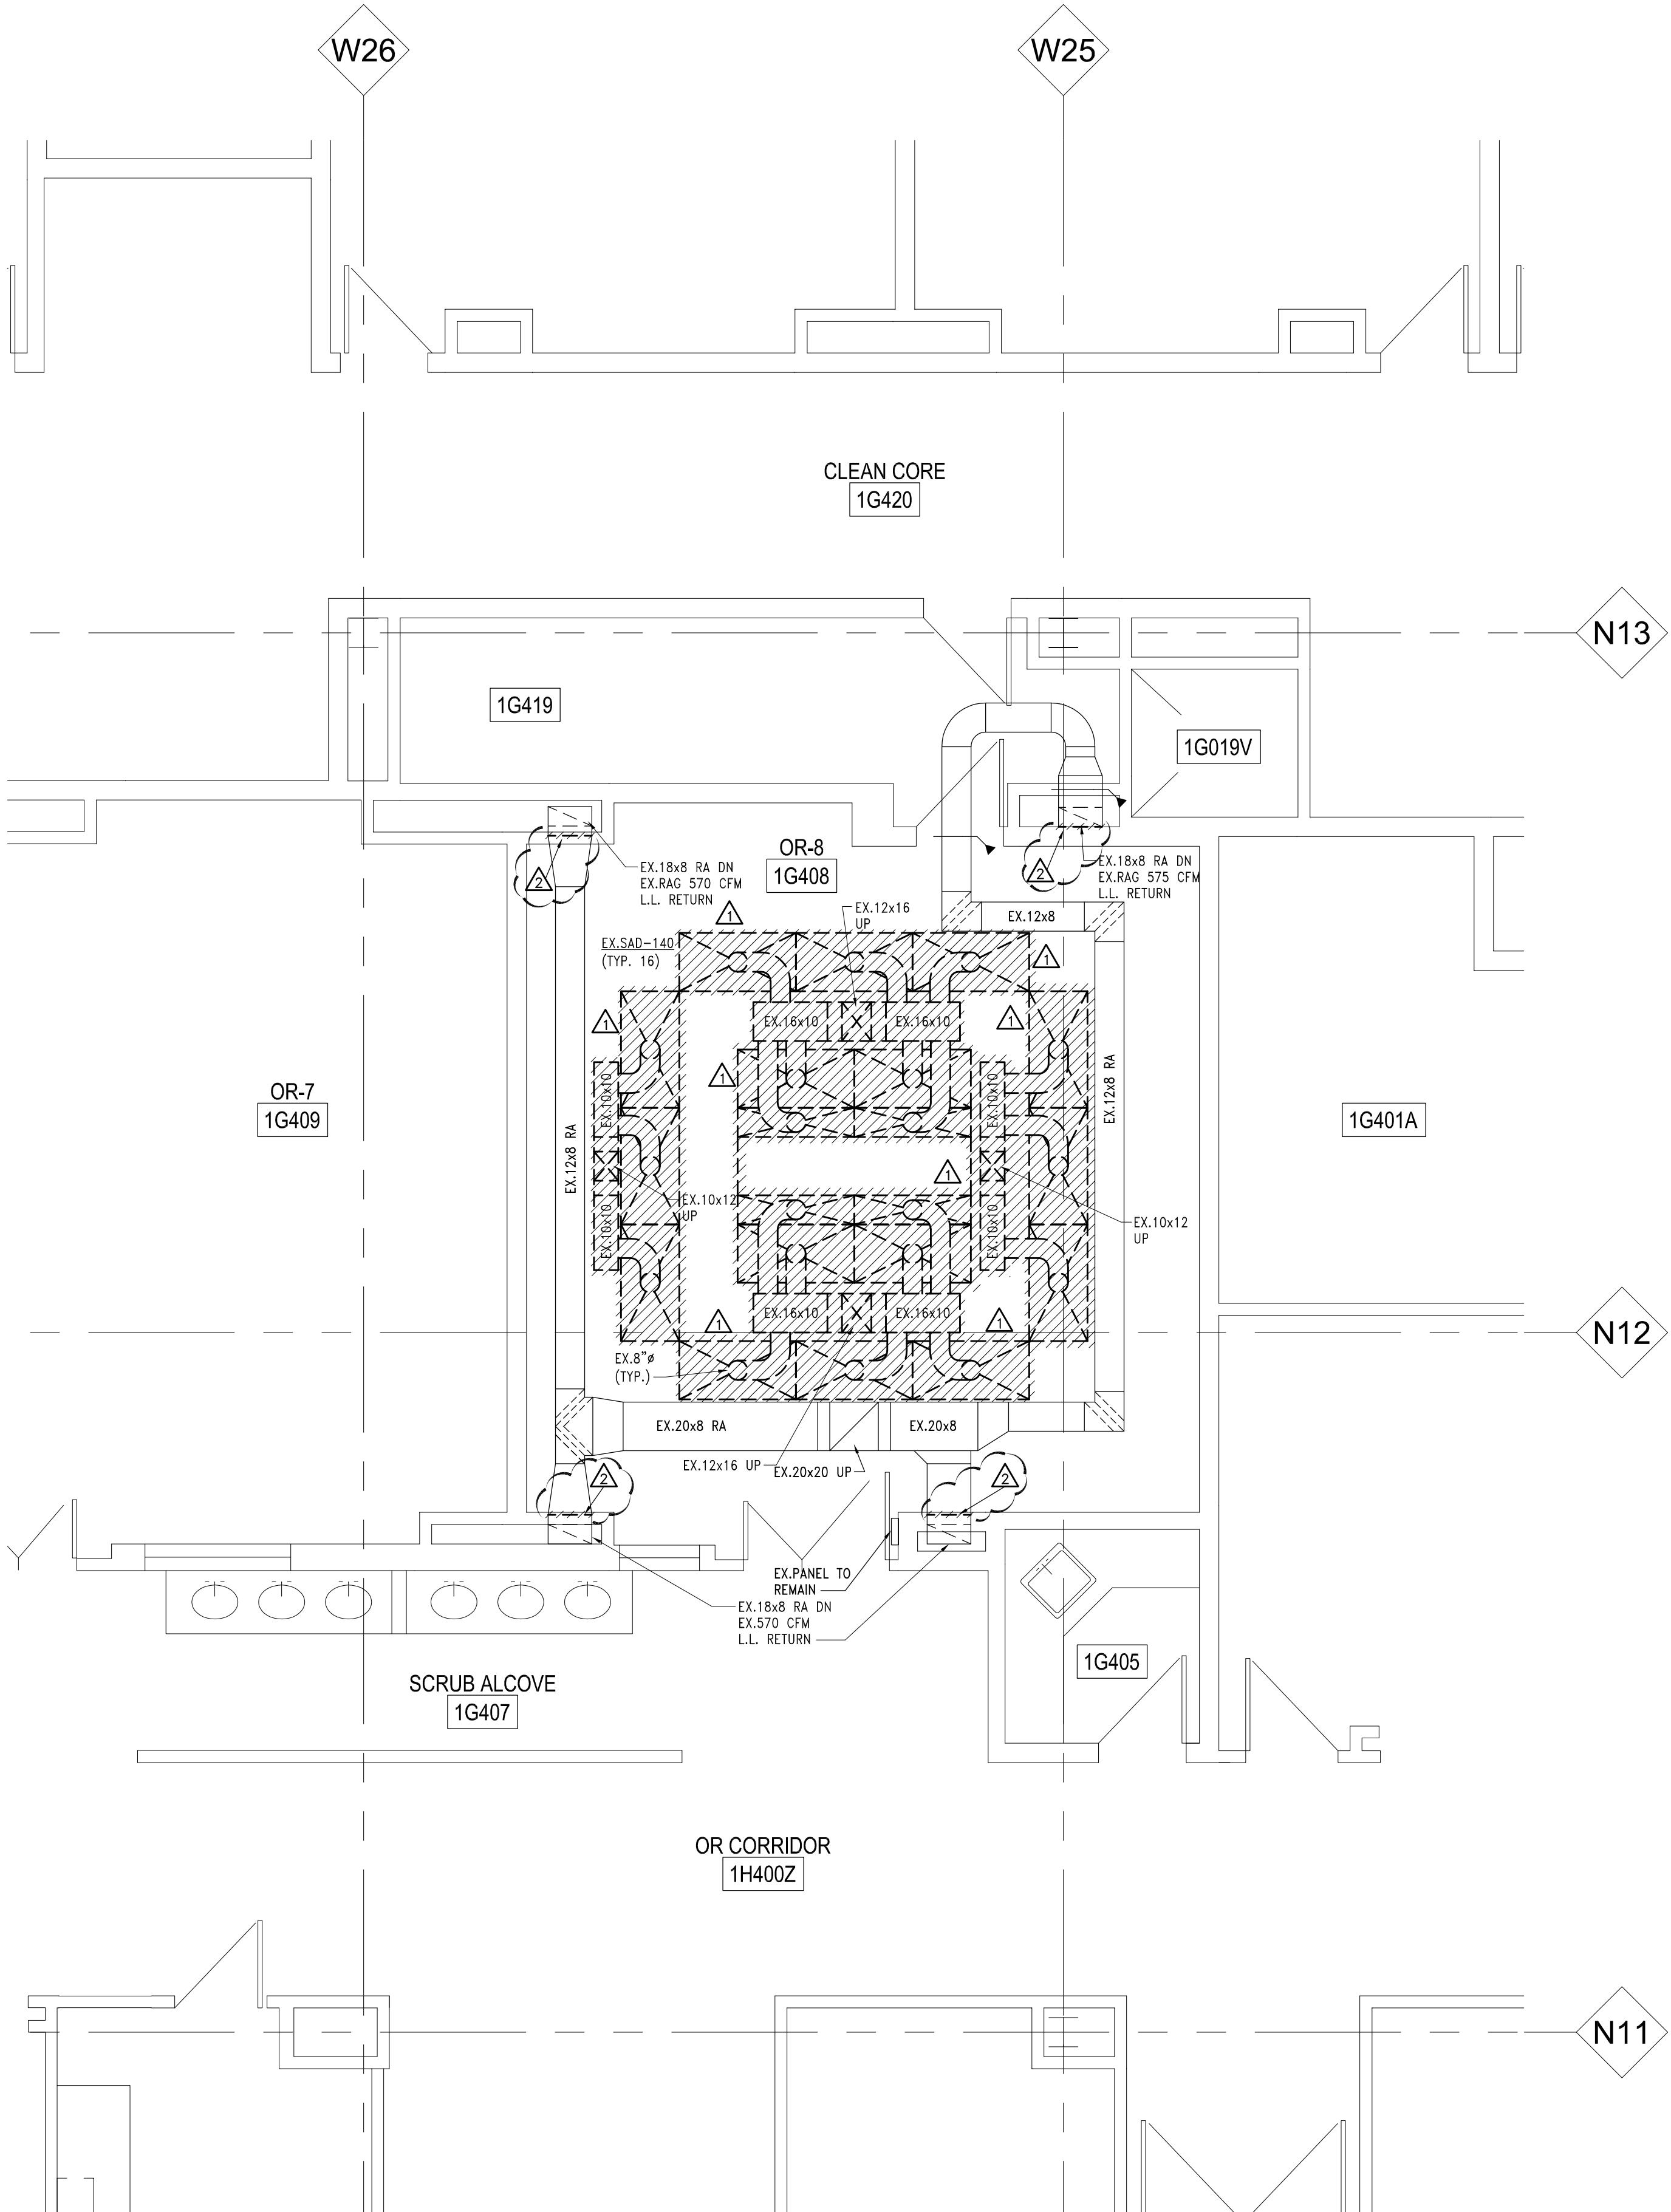 W26
W25
CLEAN CORE
1G420
N13
1G419
1G019V
OR-8
1G408
EX.18x8 RA DN
EX.RAG 570 CFM
L.L. RETURN
2
2
EX.18x8 RA DN
EX.RAG 575 CFM
L.L. RETURN
EX.12x16
UP
EX.12x8
1
EX.SAD-140
(TYP. 16)
1
1
1
EX.16x10
EX.16x10
1
OR-7
1G409
EX.10x10
EX.10x10
EX.12x8 RA
EX.12x8 RA
1G401A
1
EX.10x12
UP
EX.10x12
UP
EX.10x10
EX.10x10
EX.16x10
EX.16x10
1
1
N12
EX.8"ø
(TYP.)
EX.20x8 RA
EX.20x8
EX.12x16 UP
EX.20x20 UP
2
2
EX.PANEL TO
REMAIN
EX.18x8 RA DN
EX.570 CFM
L.L. RETURN
1G405
SCRUB ALCOVE
1G407
OR CORRIDOR
1H400Z
N11